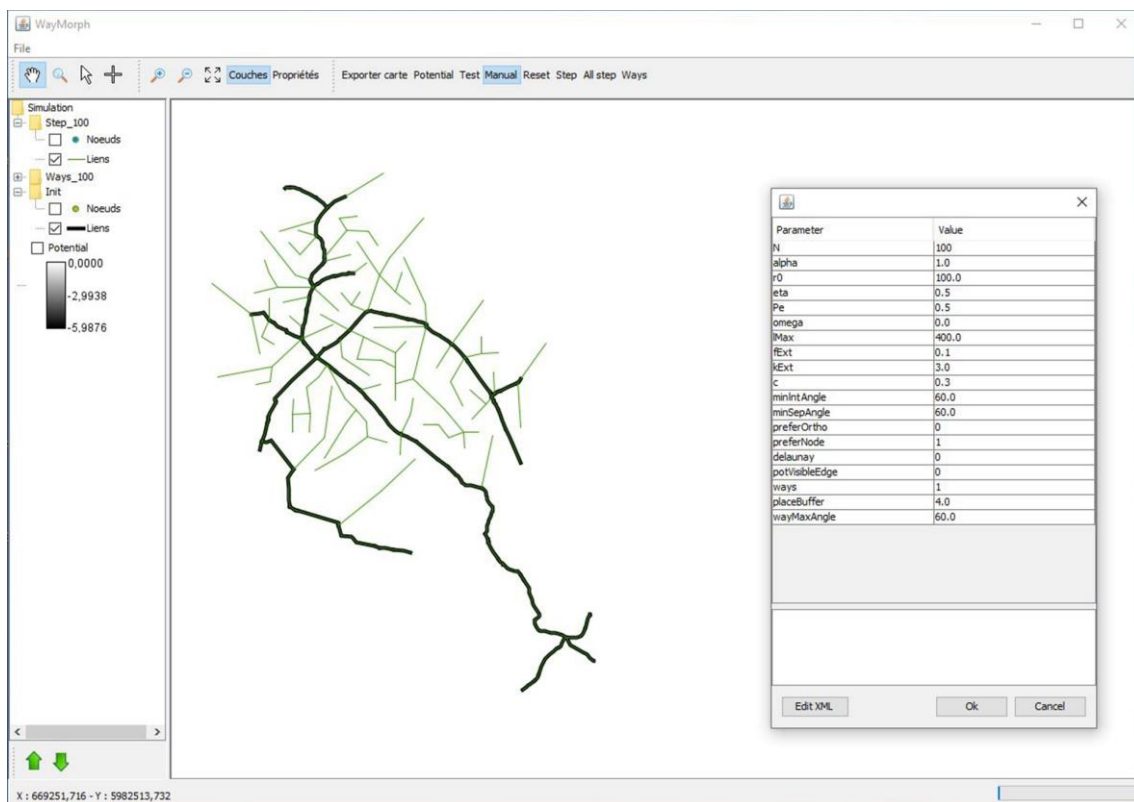 WayMorph
File
Couches Propriétés Exporter carte Potential Test Manual Reset Step All step Ways
Simulation
Step_100
Noeuds
Liens
Ways_100
Init
Noeuds
Liens
Potential
0,0000
-2,9938
-5,9876
Parameter Value
N 100
alpha 1.0
r0 100.0
eta 0.5
Pe 0.5
omega 0.0
lMax 400.0
fExt 0.1
kExt 3.0
c 0.3
minIntAngle 60.0
minSepAngle 60.0
preferOrtho 0
preferNode 1
delaunay 0
potVisibleEdge 0
ways 1
placeBuffer 4.0
wayMaxAngle 60.0
Edit XML Ok Cancel
X : 669251,716 - Y : 5982513,732